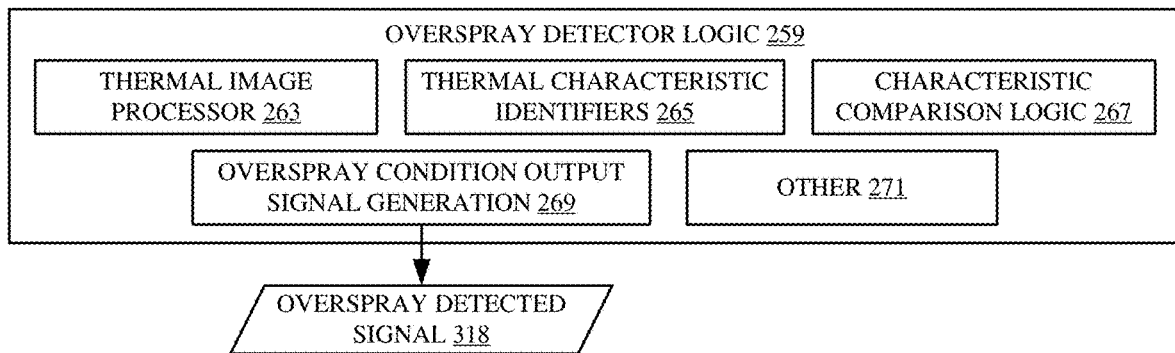 OVERSPRAY DETECTOR LOGIC 259
THERMAL IMAGE
PROCESSOR 263
THERMAL CHARACTERISTIC
IDENTIFIERS 265
CHARACTERISTIC
COMPARISON LOGIC 267
OVERSPRAY CONDITION OUTPUT
SIGNAL GENERATION 269
OTHER 271
OVERSPRAY DETECTED
SIGNAL 318